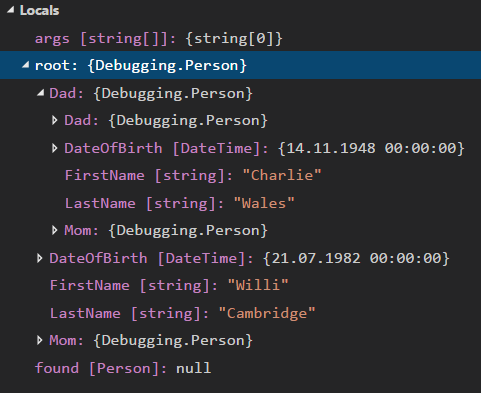 Locals
args [string[]]: {string[0]}
root: {Debugging.Person}
Dad: {Debugging.Person}
Dad: {Debugging.Person}
DateOfBirth [DateTime]: {14.11.1948 00:00:00}
FirstName [string]: "Charlie"
LastName [string]: "Wales"
Mom: {Debugging.Person}
DateOfBirth [DateTime]: {21.07.1982 00:00:00}
FirstName [string]: "Willi"
LastName [string]: "Cambridge"
Mom: {Debugging.Person}
found [Person]: null